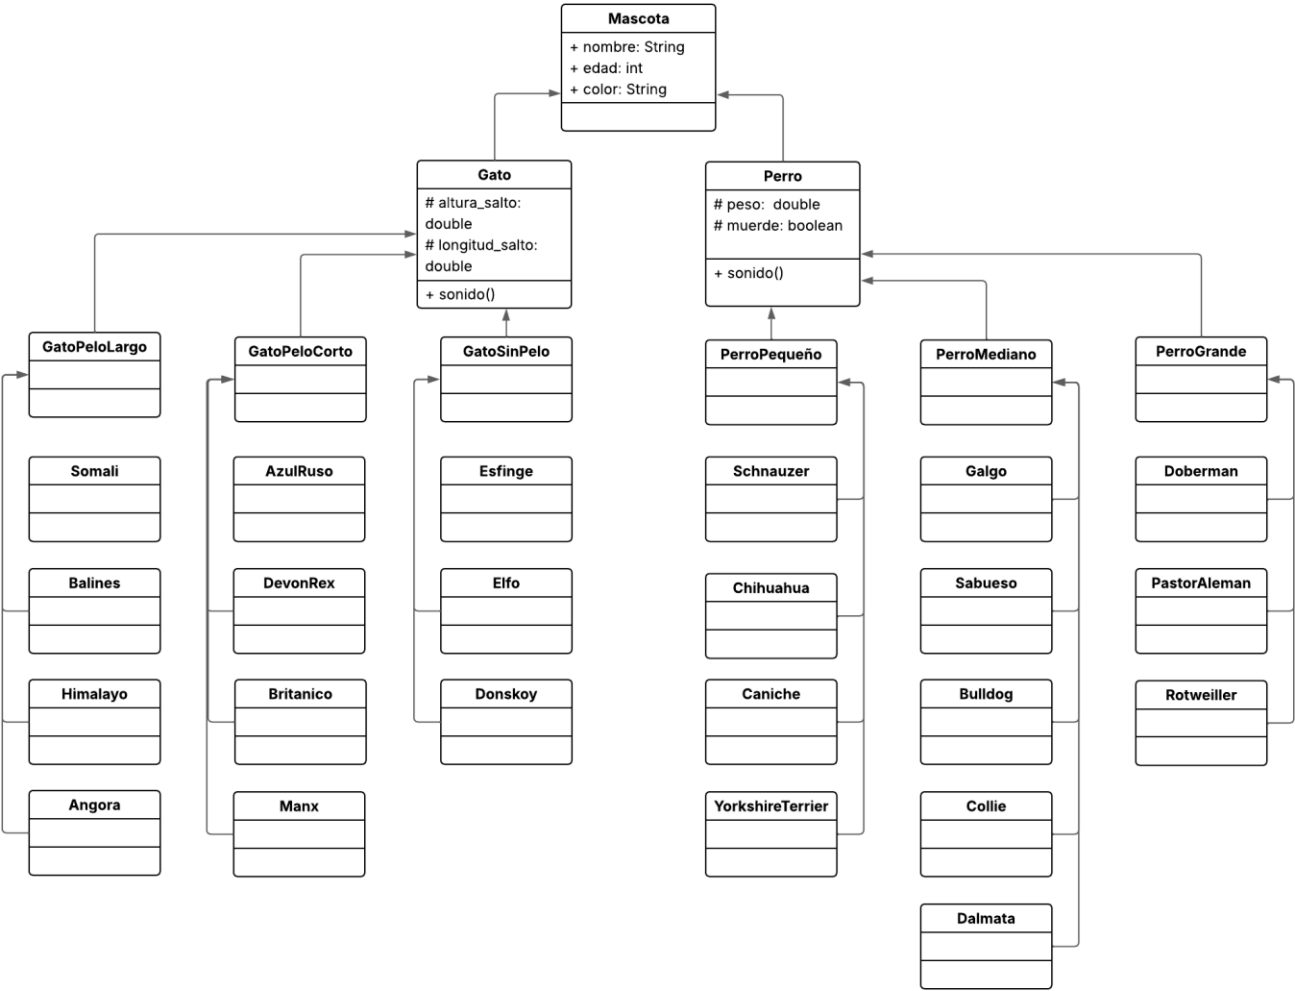 Mascota
+ nombre: String
+ edad: int
+ color: String
Gato
# altura_salto:
double
# longitud_salto:
double
+ sonido()
Perro
# peso:  double
# muerde: boolean
+ sonido()
GatoPeloLargo
GatoPeloCorto
GatoSinPelo
PerroPequeño
PerroMediano
PerroGrande
Somali
AzulRuso
Esfinge
Schnauzer
Galgo
Doberman
Balines
DevonRex
Elfo
Chihuahua
Sabueso
PastorAleman
Himalayo
Britanico
Donskoy
Caniche
Bulldog
Rotweiller
Angora
Manx
YorkshireTerrier
Collie
Dalmata